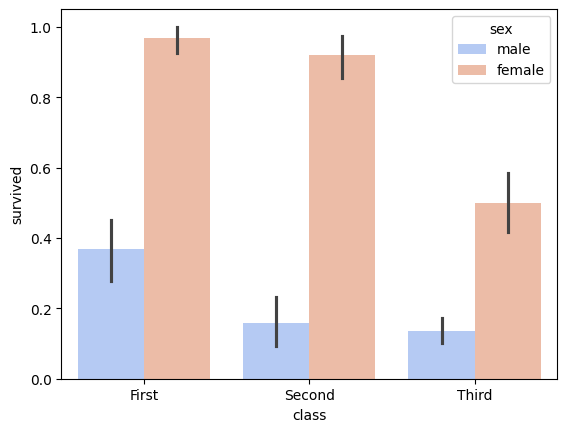 1.0
0.8
0.6
0.4
0.2
0.0
survived
sex
male
female
First Second Third
class